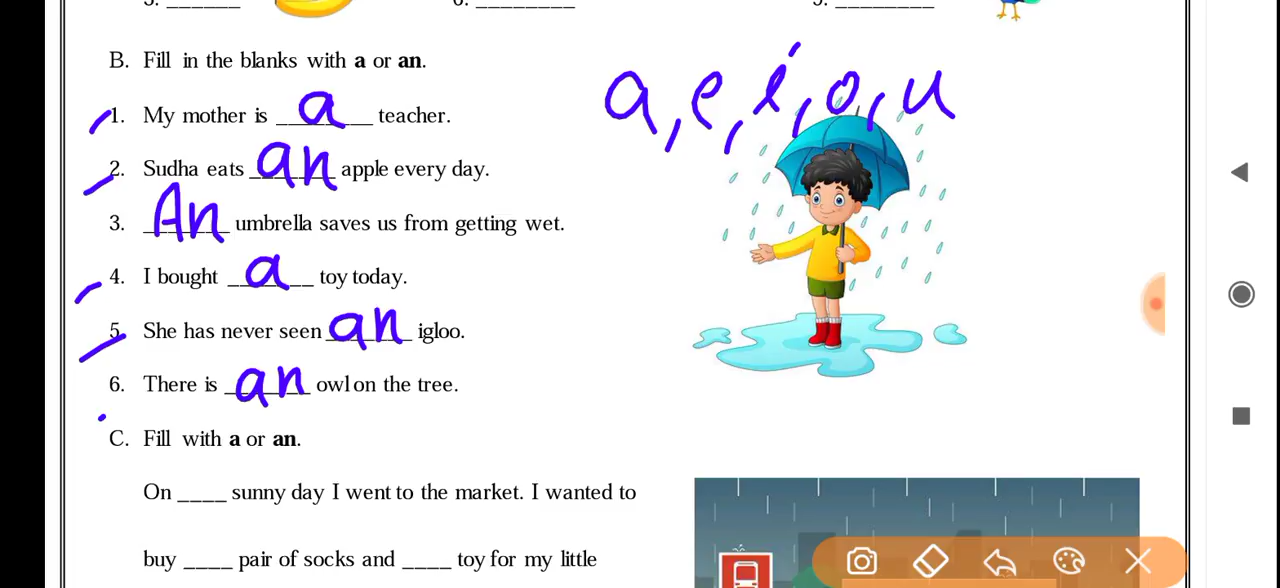 B. Fill in the blanks with a or an.
a, e, i, o, u
1. My mother is a teacher.
2. Sudha eats an apple every day.
3. An umbrella saves us from getting wet.
4. I bought a toy today.
5. She has never seen an igloo.
6. There is an owl on the tree.
C. Fill with a or an.
On ____ sunny day I went to the market. I wanted to
buy ____ pair of socks and ____ toy for my little